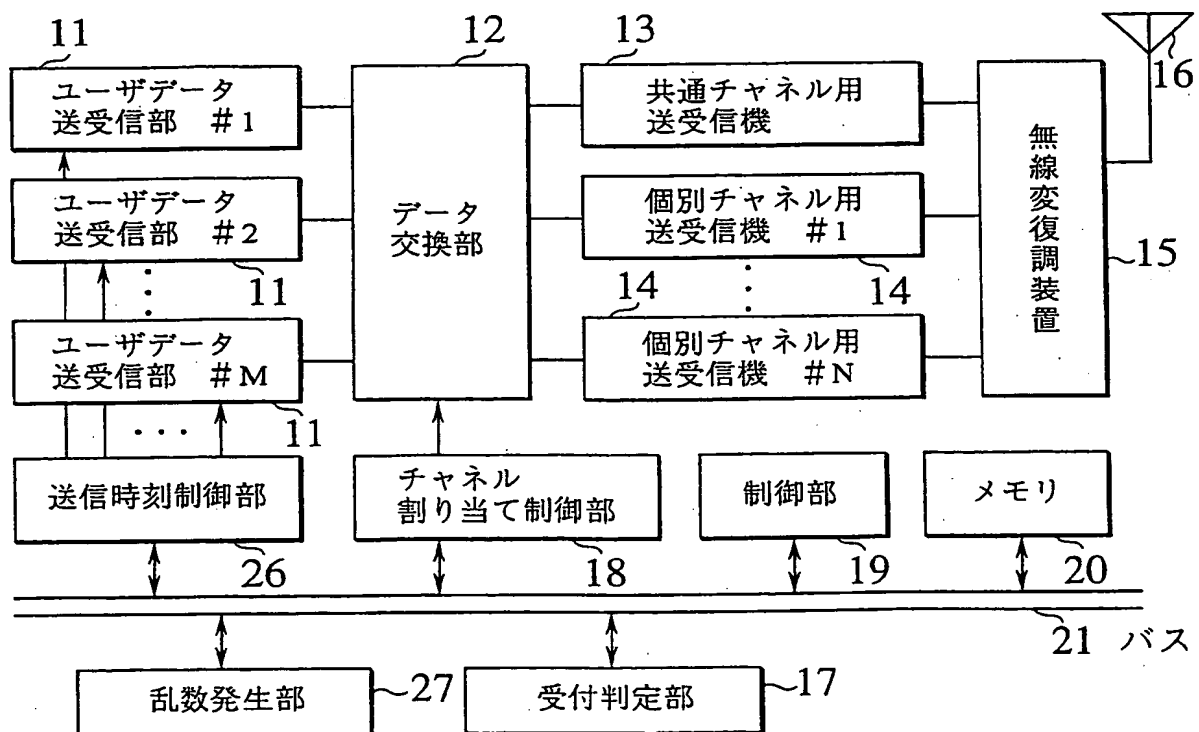 11
ユーザデータ
送受信部 #1
12
データ
交換部
13
共通チャネル用
送受信機
16
無線変復調装置
15
ユーザデータ
送受信部 #2
11
個別チャネル用
送受信機 #1
14
ユーザデータ
送受信部 #M
11
14
個別チャネル用
送受信機 #N
送信時刻制御部
26
チャネル
割り当て制御部
18
制御部
19
メモリ
20
21 バス
乱数発生部
27
受付判定部
17